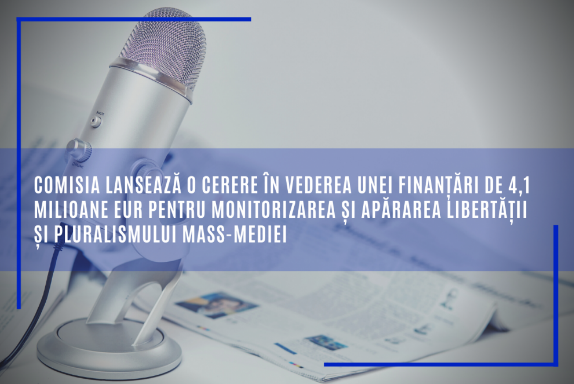 COMISIA LANSEAZĂ O CERERE ÎN VEDEREA UNEI FINANȚĂRI DE 4,1
MILIOANE EUR PENTRU MONITORIZAREA ȘI APĂRAREA LIBERTĂȚII
ȘI PLURALISMULUI MASS-MEDIEI